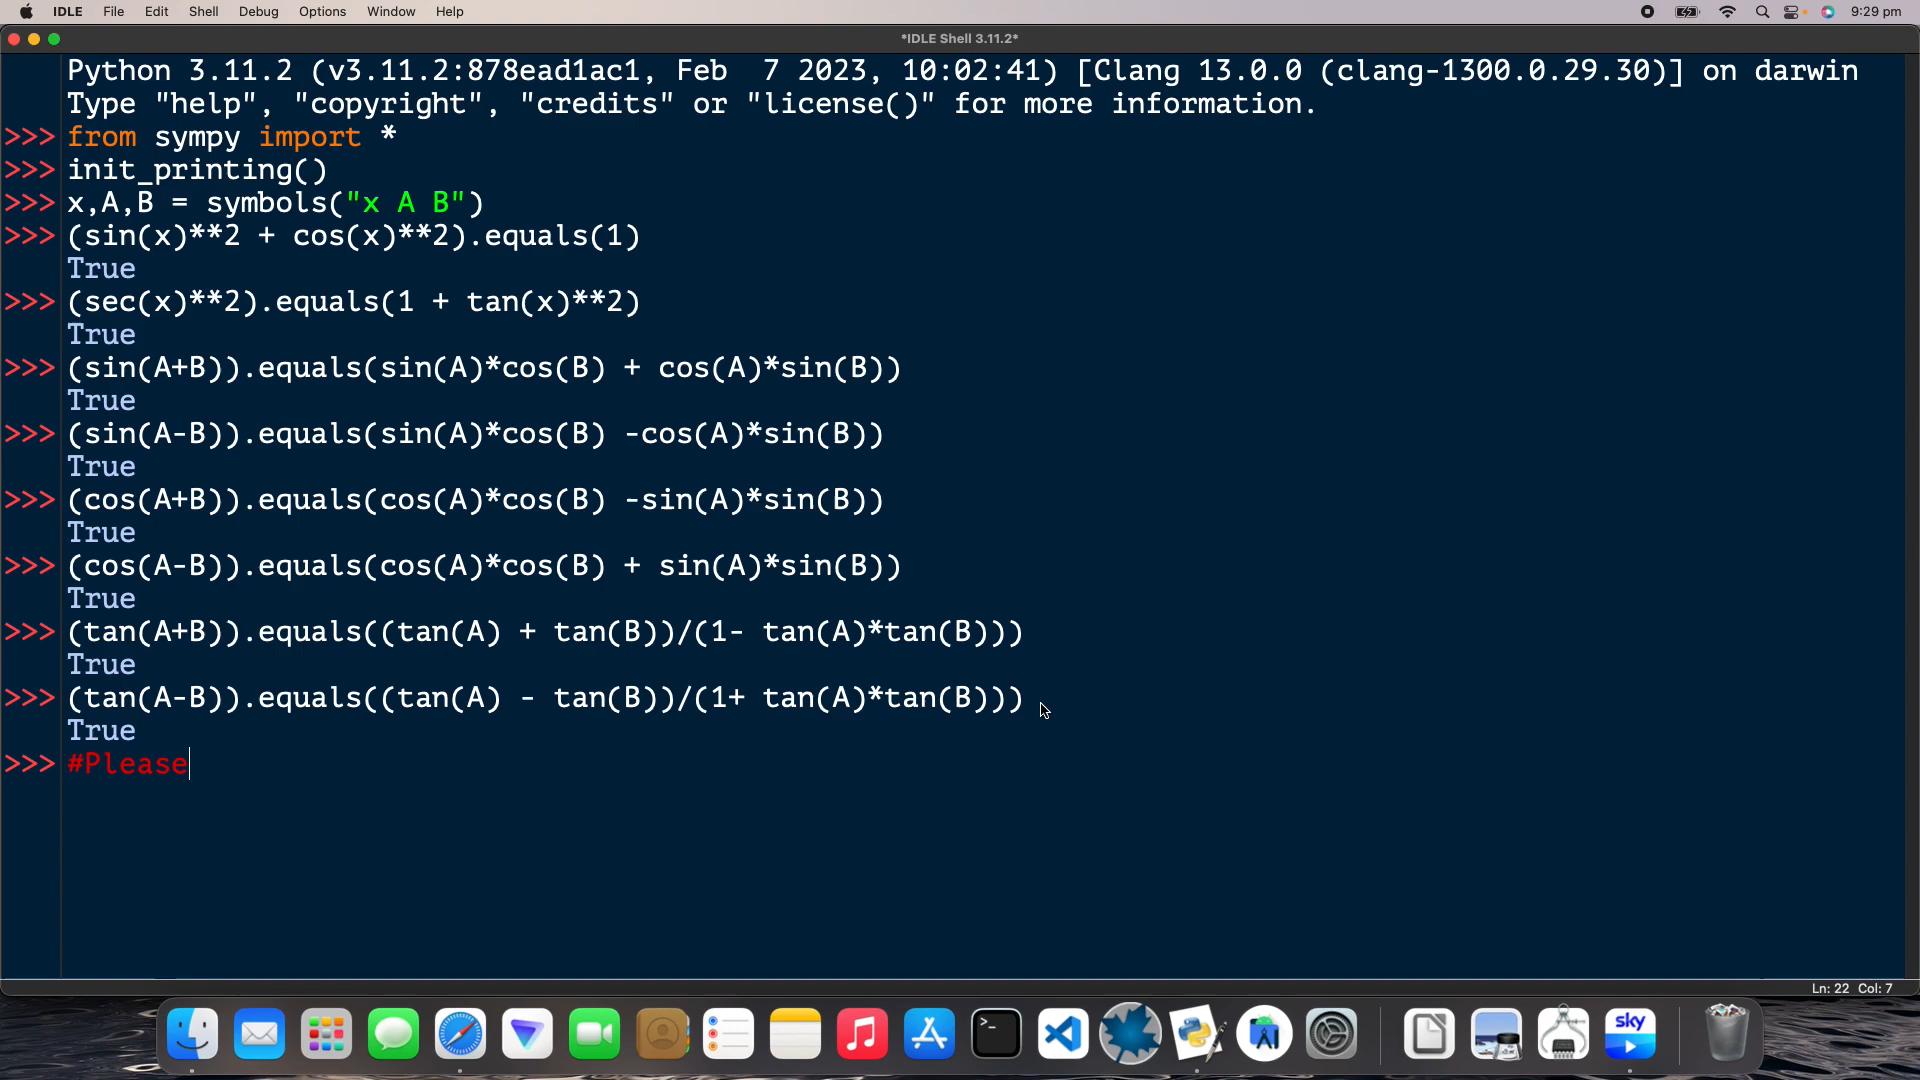 IDLE File Edit Shell Debug Options Window Help 9:29 pm
*IDLE Shell 3.11.2*
Python 3.11.2 (v3.11.2:878ead1ac1, Feb  7 2023, 10:02:41) [Clang 13.0.0 (clang-1300.0.29.30)] on darwin
Type "help", "copyright", "credits" or "license()" for more information.
>>> from sympy import *
>>> init_printing()
>>> x,A,B = symbols("x A B")
>>> (sin(x)**2 + cos(x)**2).equals(1)
True
>>> (sec(x)**2).equals(1 + tan(x)**2)
True
>>> (sin(A+B)).equals(sin(A)*cos(B) + cos(A)*sin(B))
True
>>> (sin(A-B)).equals(sin(A)*cos(B) -cos(A)*sin(B))
True
>>> (cos(A+B)).equals(cos(A)*cos(B) -sin(A)*sin(B))
True
>>> (cos(A-B)).equals(cos(A)*cos(B) + sin(A)*sin(B))
True
>>> (tan(A+B)).equals((tan(A) + tan(B))/(1- tan(A)*tan(B)))
True
>>> (tan(A-B)).equals((tan(A) - tan(B))/(1+ tan(A)*tan(B)))
True
>>> #Please
Ln: 22 Col: 7
>_ sky